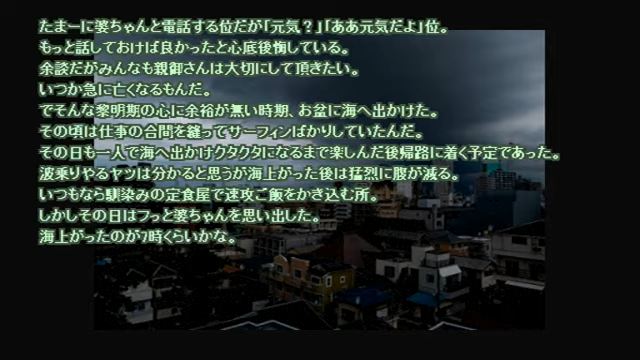 たまーに婆ちゃんと電話する位だが「元気？」「ああ元気だよ」位。
もっと話しておけば良かったと心底後悔している。
余談だがみんなも親御さんは大切にして頂きたい。
いつか急に亡くなるもんだ。
でそんな黎明期の心に余裕が無い時期、お盆に海へ出かけた。
その頃は仕事の合間を縫ってサーフィンばかりしていたんだ。
その日も一人で海へ出かけクタクタになるまで楽しんだ後帰路に着く予定であった。
波乗りやるヤツは分かると思うが海上がった後は猛烈に腹が減る。
いつもなら馴染みの定食屋で速攻ご飯をかき込む所。
しかしその日はフっと婆ちゃんを思い出した。
海上がったのが7時くらいかな。